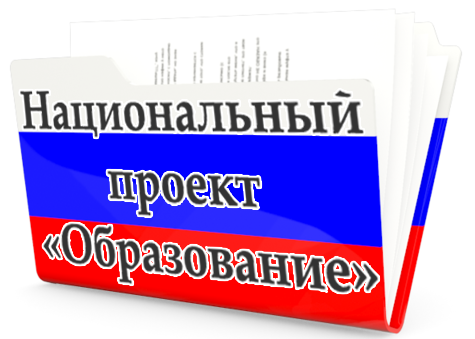 Национальный
проект
«Образование»